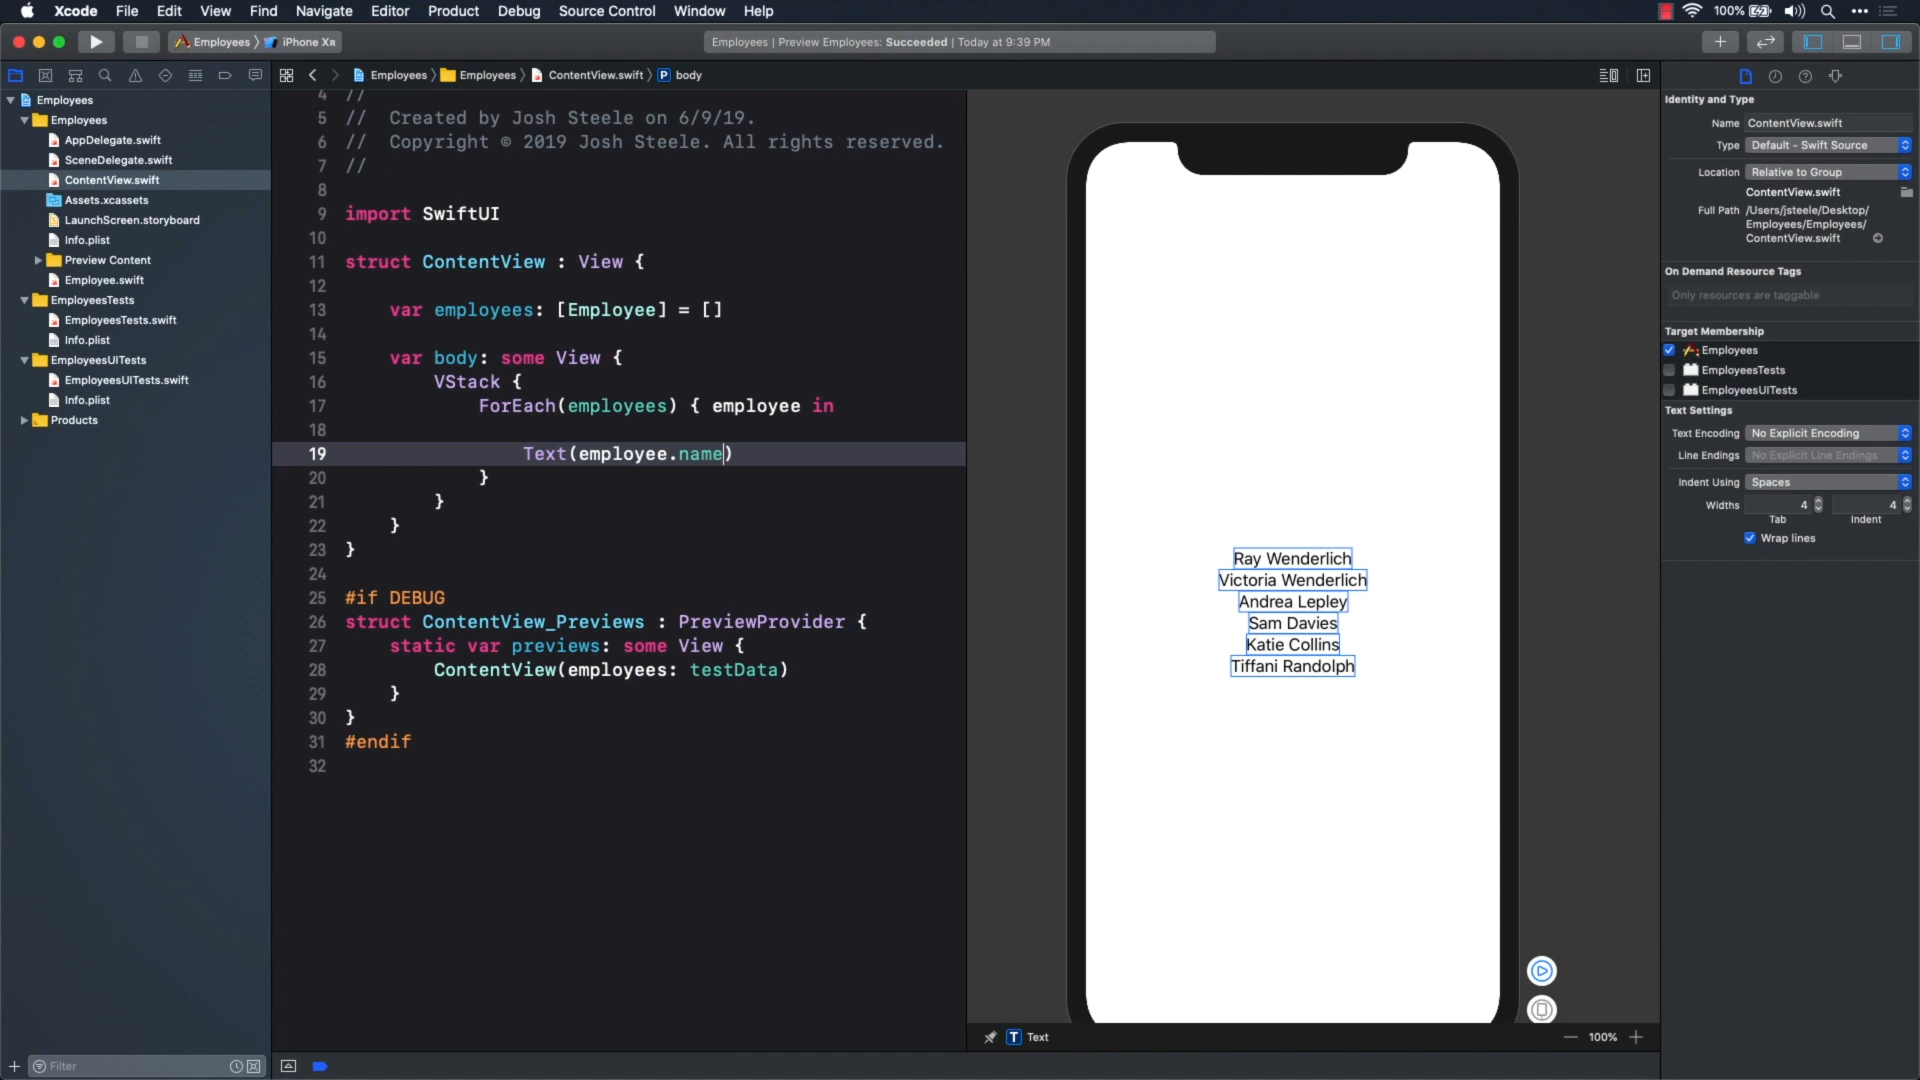 Xcode File Edit View Find Navigate Editor Product Debug Source Control Window Help 100%
Employees iPhone XR
Employees | Preview Employees: Succeeded | Today at 9:39 PM
Employees
Employees
AppDelegate.swift
SceneDelegate.swift
ContentView.swift
Assets.xcassets
LaunchScreen.storyboard
Info.plist
Preview Content
Employee.swift
EmployeesTests
EmployeesTests.swift
Info.plist
EmployeesUITests
EmployeesUITests.swift
Info.plist
Products
Filter
Employees Employees ContentView.swift P body
4 //
5 // Created by Josh Steele on 6/9/19.
6 // Copyright © 2019 Josh Steele. All rights reserved.
7 //
8
9 import SwiftUI
10
11 struct ContentView : View {
12
13 var employees: [Employee] = []
14
15 var body: some View {
16 VStack {
17 ForEach(employees) { employee in
18
19 Text(employee.name)
20 }
21 }
22 }
23 }
24
25 #if DEBUG
26 struct ContentView_Previews : PreviewProvider {
27 static var previews: some View {
28 ContentView(employees: testData)
29 }
30 }
31 #endif
32
Ray Wenderlich
Victoria Wenderlich
Andrea Lepley
Sam Davies
Katie Collins
Tiffani Randolph
T Text
100%
Identity and Type
Name ContentView.swift
Type Default - Swift Source
Location Relative to Group
ContentView.swift
Full Path /Users/jsteele/Desktop/
Employees/Employees/
ContentView.swift
On Demand Resource Tags
Only resources are taggable
Target Membership
Employees
EmployeesTests
EmployeesUITests
Text Settings
Text Encoding No Explicit Encoding
Line Endings No Explicit Line Endings
Indent Using Spaces
Widths 4 4
Tab Indent
Wrap lines